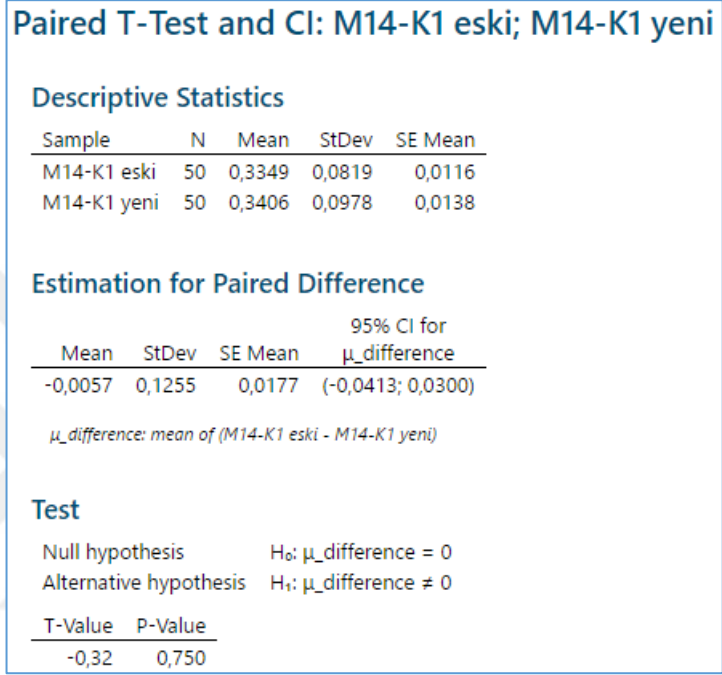 Paired T-Test and CI: M14-K1 eski; M14-K1 yeni
Descriptive Statistics
Sample N Mean StDev SE Mean
M14-K1 eski 50 0,3349 0,0819 0,0116
M14-K1 yeni 50 0,3406 0,0978 0,0138
Estimation for Paired Difference
95% CI for
Mean StDev SE Mean μ_difference
-0,0057 0,1255 0,0177 (-0,0413; 0,0300)
μ_difference: mean of (M14-K1 eski - M14-K1 yeni)
Test
Null hypothesis H₀: μ_difference = 0
Alternative hypothesis H₁: μ_difference ≠ 0
T-Value P-Value
-0,32 0,750